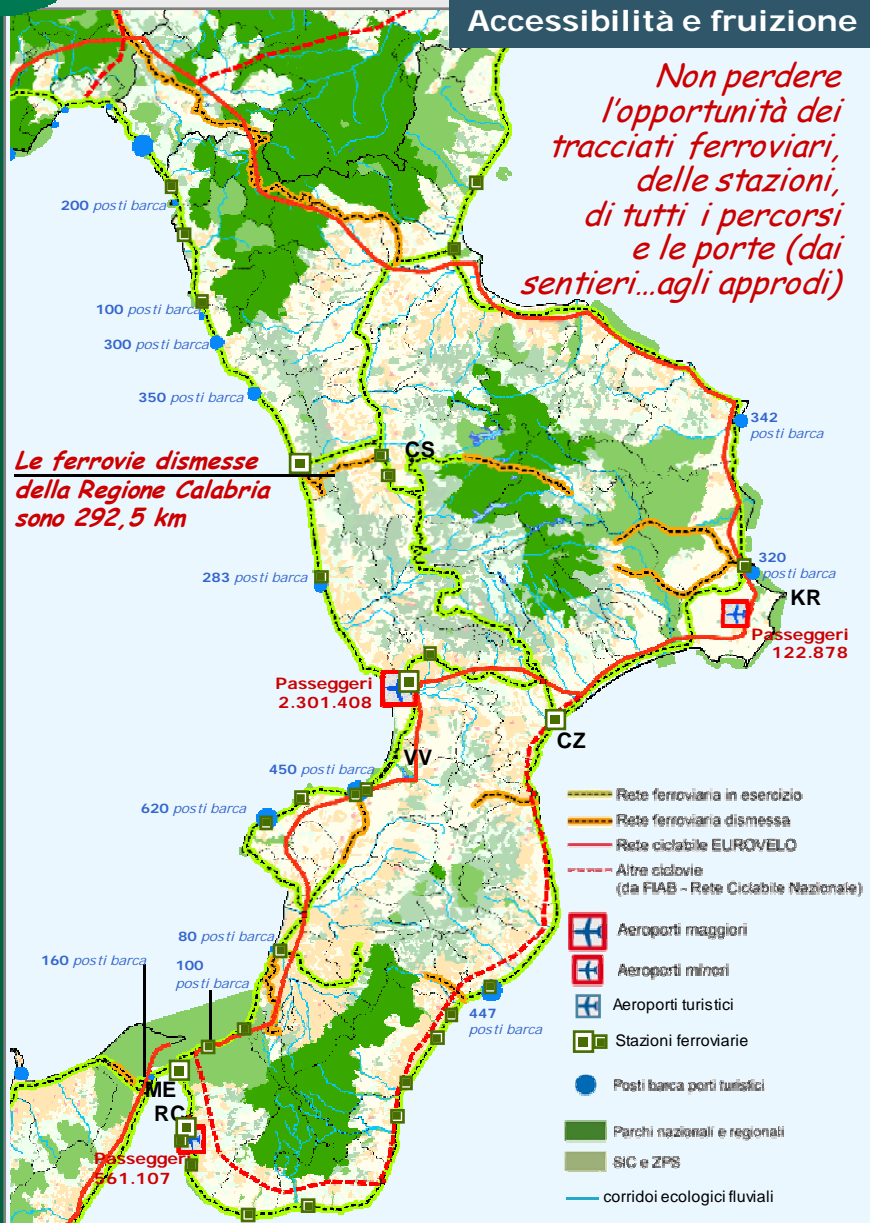 Accessibilità e fruizione
Non perdere
l'opportunità dei
tracciati ferroviari,
delle stazioni,
di tutti i percorsi
e le porte (dai
sentieri...agli approdi)
200 posti barca
100 posti barca
300 posti barca
350 posti barca
342
posti barca
CS
Le ferrovie dismesse
della Regione Calabria
sono 292,5 km
283 posti barca
320
posti barca
KR
Passeggeri
122.878
Passeggeri
2.301.408
CZ
VV
450 posti barca
620 posti barca
Rete ferroviaria in esercizio
Rete ferroviaria dismessa
Rete ciclabile EUROVELO
Altre ciclovie
(da FIAB - Rete Ciclabile Nazionale)
Aeroporti maggiori
Aeroporti minori
Aeroporti turistici
Stazioni ferroviarie
Posti barca porti turistici
Parchi nazionali e regionali
SIC e ZPS
corridoi ecologici fluviali
80 posti barca
160 posti barca
100
posti barca
447
posti barca
ME
RC
Passeggeri
561.107